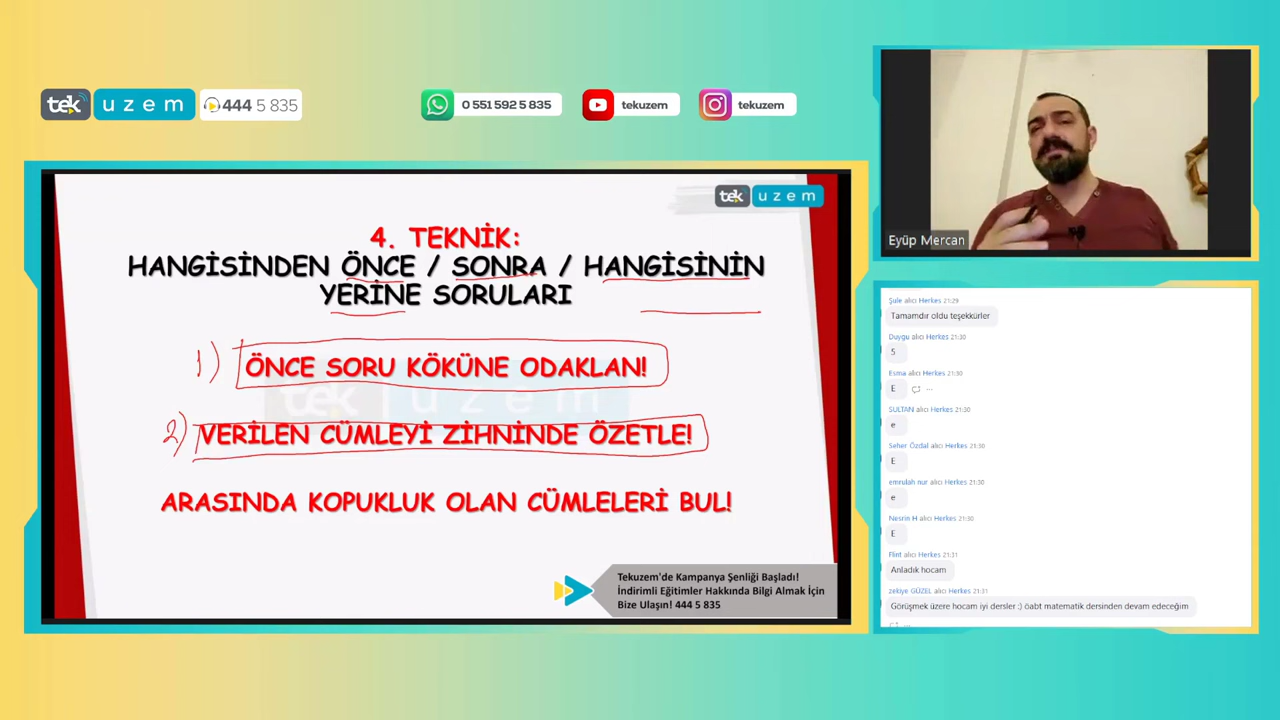 tek uzem 444 5 835
0 551 592 5 835
tekuzem
tekuzem
tek uzem
4. TEKNİK:
HANGİSİNDEN ÖNCE / SONRA / HANGİSİNİN
YERİNE SORULARI
1) ÖNCE SORU KÖKÜNE ODAKLAN!
tek uzem
2) VERİLEN CÜMLEYİ ZİHNİNDE ÖZETLE!
ARASINDA KOPUKLUK OLAN CÜMLELERİ BUL!
Tekuzem'de Kampanya Şenliği Başladı!
İndirimli Eğitimler Hakkında Bilgi Almak İçin
Bize Ulaşın! 444 5 835
Eyüp Mercan
Şule alıcı Herkes 21:29
Tamamdır oldu teşekkürler
Duygu alıcı Herkes 21:30
5
Esma alıcı Herkes 21:30
E
SULTAN alıcı Herkes 21:30
e
Seher Özdal alıcı Herkes 21:30
E
emrulah nur alıcı Herkes 21:30
e
Nesrin H alıcı Herkes 21:30
E
Flint alıcı Herkes 21:31
Anladık hocam
zekiye GÜZEL alıcı Herkes 21:31
Görüşmek üzere hocam iyi dersler :) öabt matematik dersinden devam edeceğim